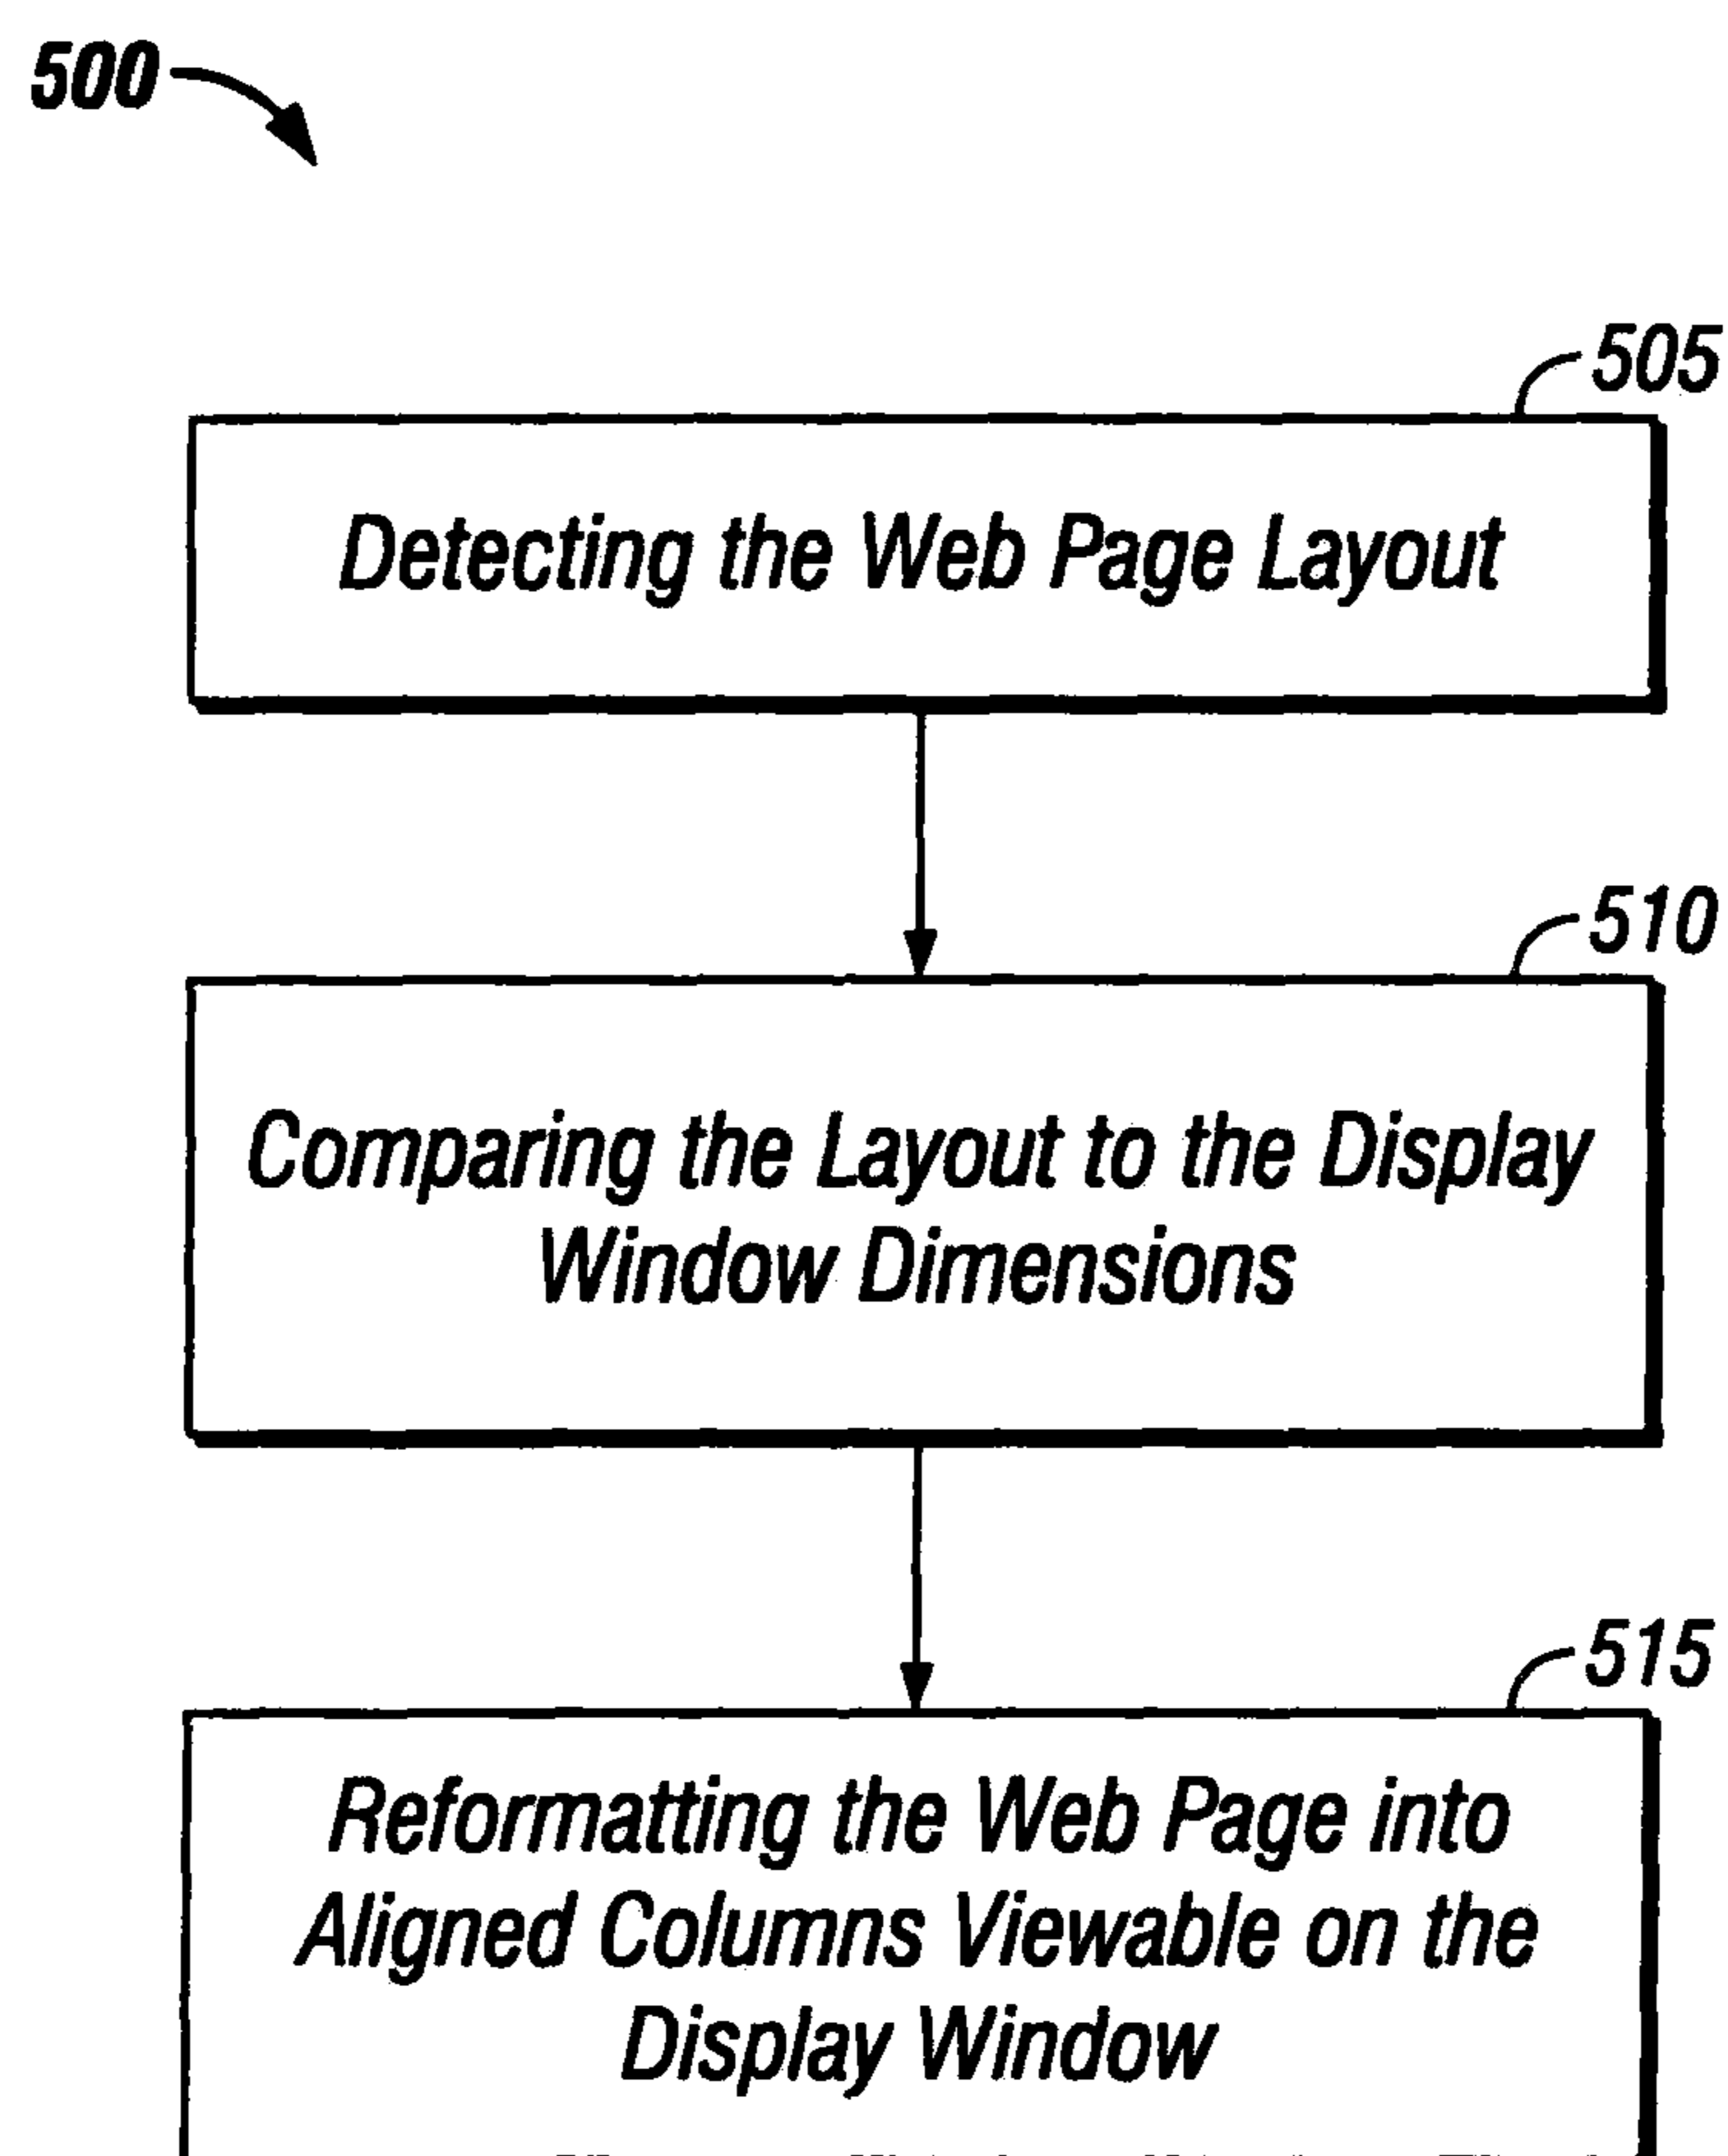 500
505
Detecting the Web Page Layout
510
Comparing the Layout to the Display
Window Dimensions
515
Reformatting the Web Page into
Aligned Columns Viewable on the
Display Window